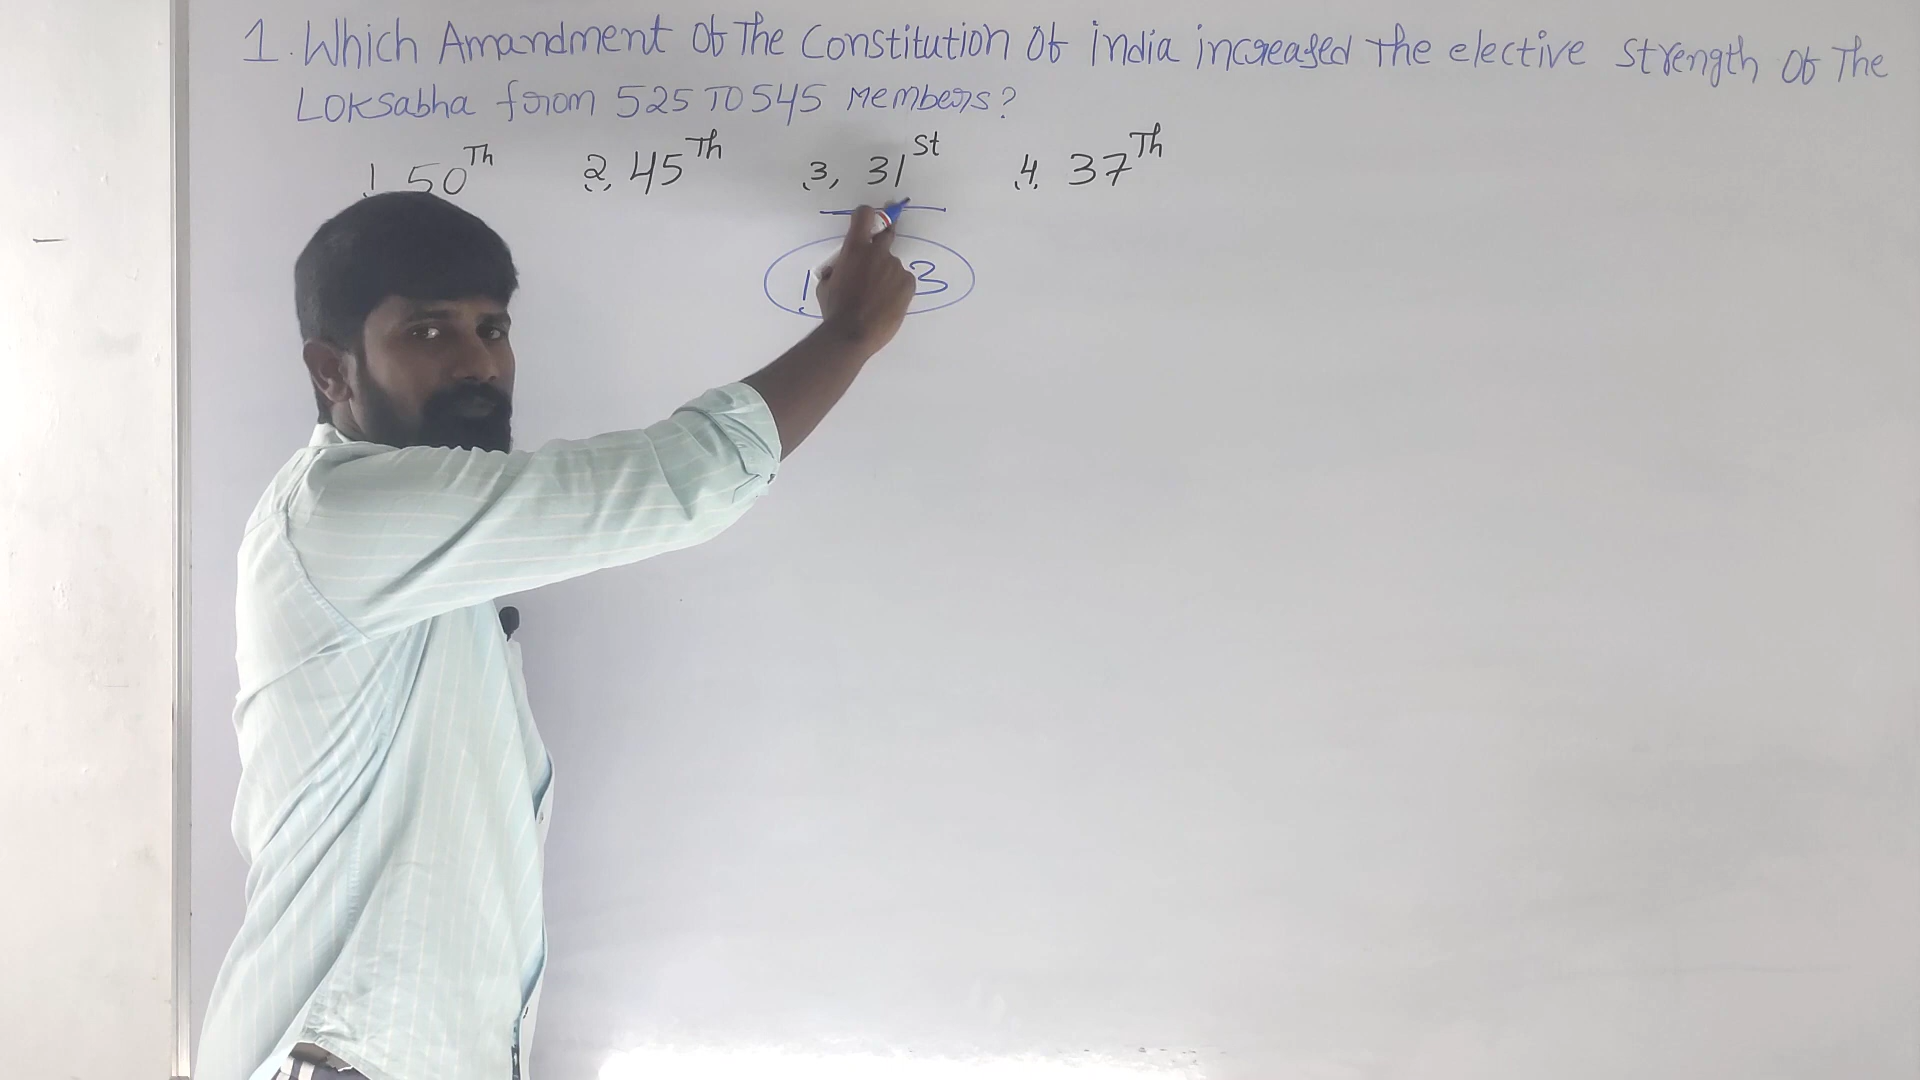 1. Which Amandment of The Constitution of india increased The elective strength of The
Loksabha from 525 TO 545 Members?
1 50Th 2, 45Th 3, 31St 4. 37Th
3